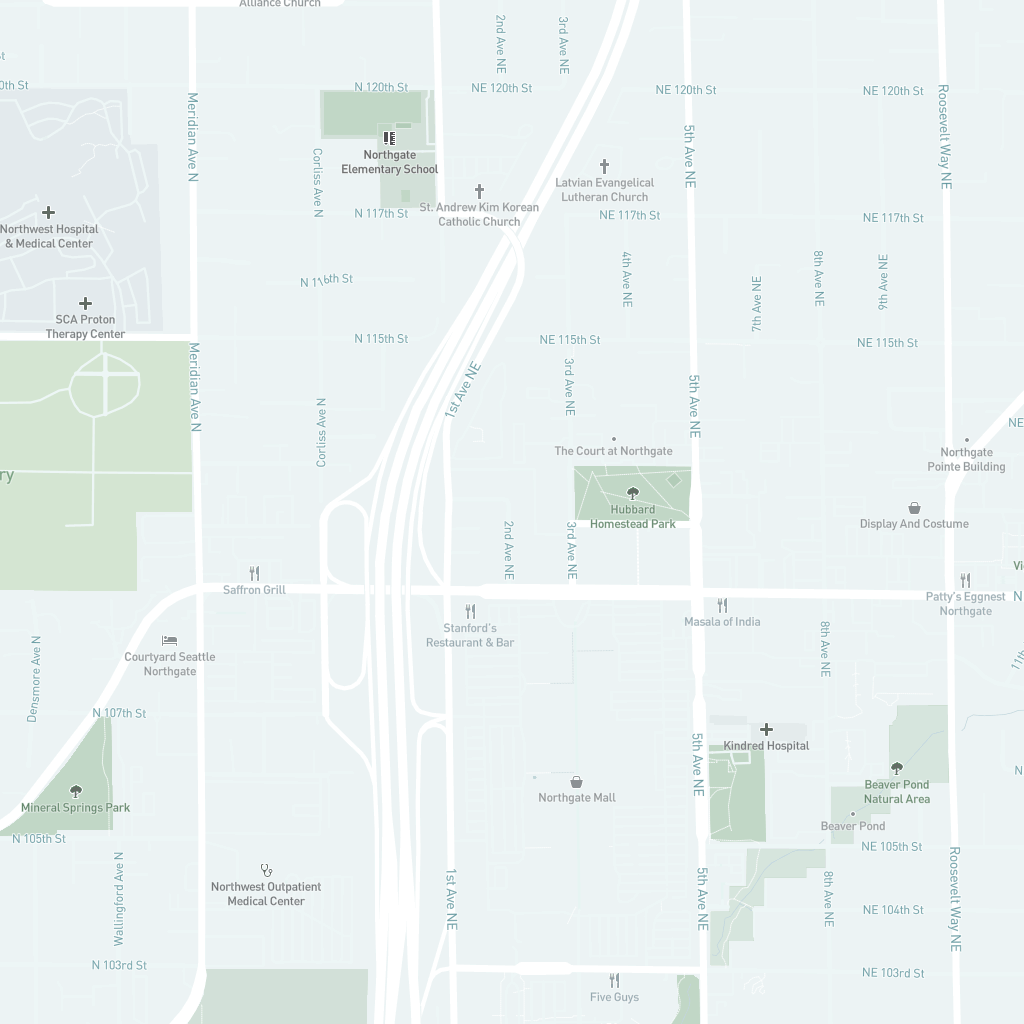 Alliance Church
2nd Ave NE
3rd Ave NE
0th St
N 120th St
NE 120th St
NE 120th St
NE 120th St
Meridian Ave N
Roosevelt Way NE
Northgate
Elementary School
5th Ave NE
Corliss Ave N
Latvian Evangelical
Lutheran Church
St. Andrew Kim Korean
Catholic Church
N 117th St
NE 117th St
NE 117th St
Northwest Hospital
& Medical Center
4th Ave NE
7th Ave NE
8th Ave NE
9th Ave NE
N 116th St
SCA Proton
Therapy Center
N 115th St
NE 115th St
NE 115th St
Meridian Ave N
1st Ave NE
3rd Ave NE
5th Ave NE
Corliss Ave N
NE
The Court at Northgate
Northgate
Pointe Building
ry
Hubbard
Homestead Park
Display And Costume
2nd Ave NE
3rd Ave NE
Saffron Grill
Patty's Eggnest
Northgate
Stanford's
Restaurant & Bar
Masala of India
Courtyard Seattle
Northgate
Densmore Ave N
8th Ave NE
N 107th St
Kindred Hospital
5th Ave NE
Mineral Springs Park
Northgate Mall
Beaver Pond
Natural Area
Beaver Pond
N 105th St
NE 105th St
Northwest Outpatient
Medical Center
Wallingford Ave N
1st Ave NE
5th Ave NE
8th Ave NE
Roosevelt Way NE
NE 104th St
N 103rd St
NE 103rd St
Five Guys